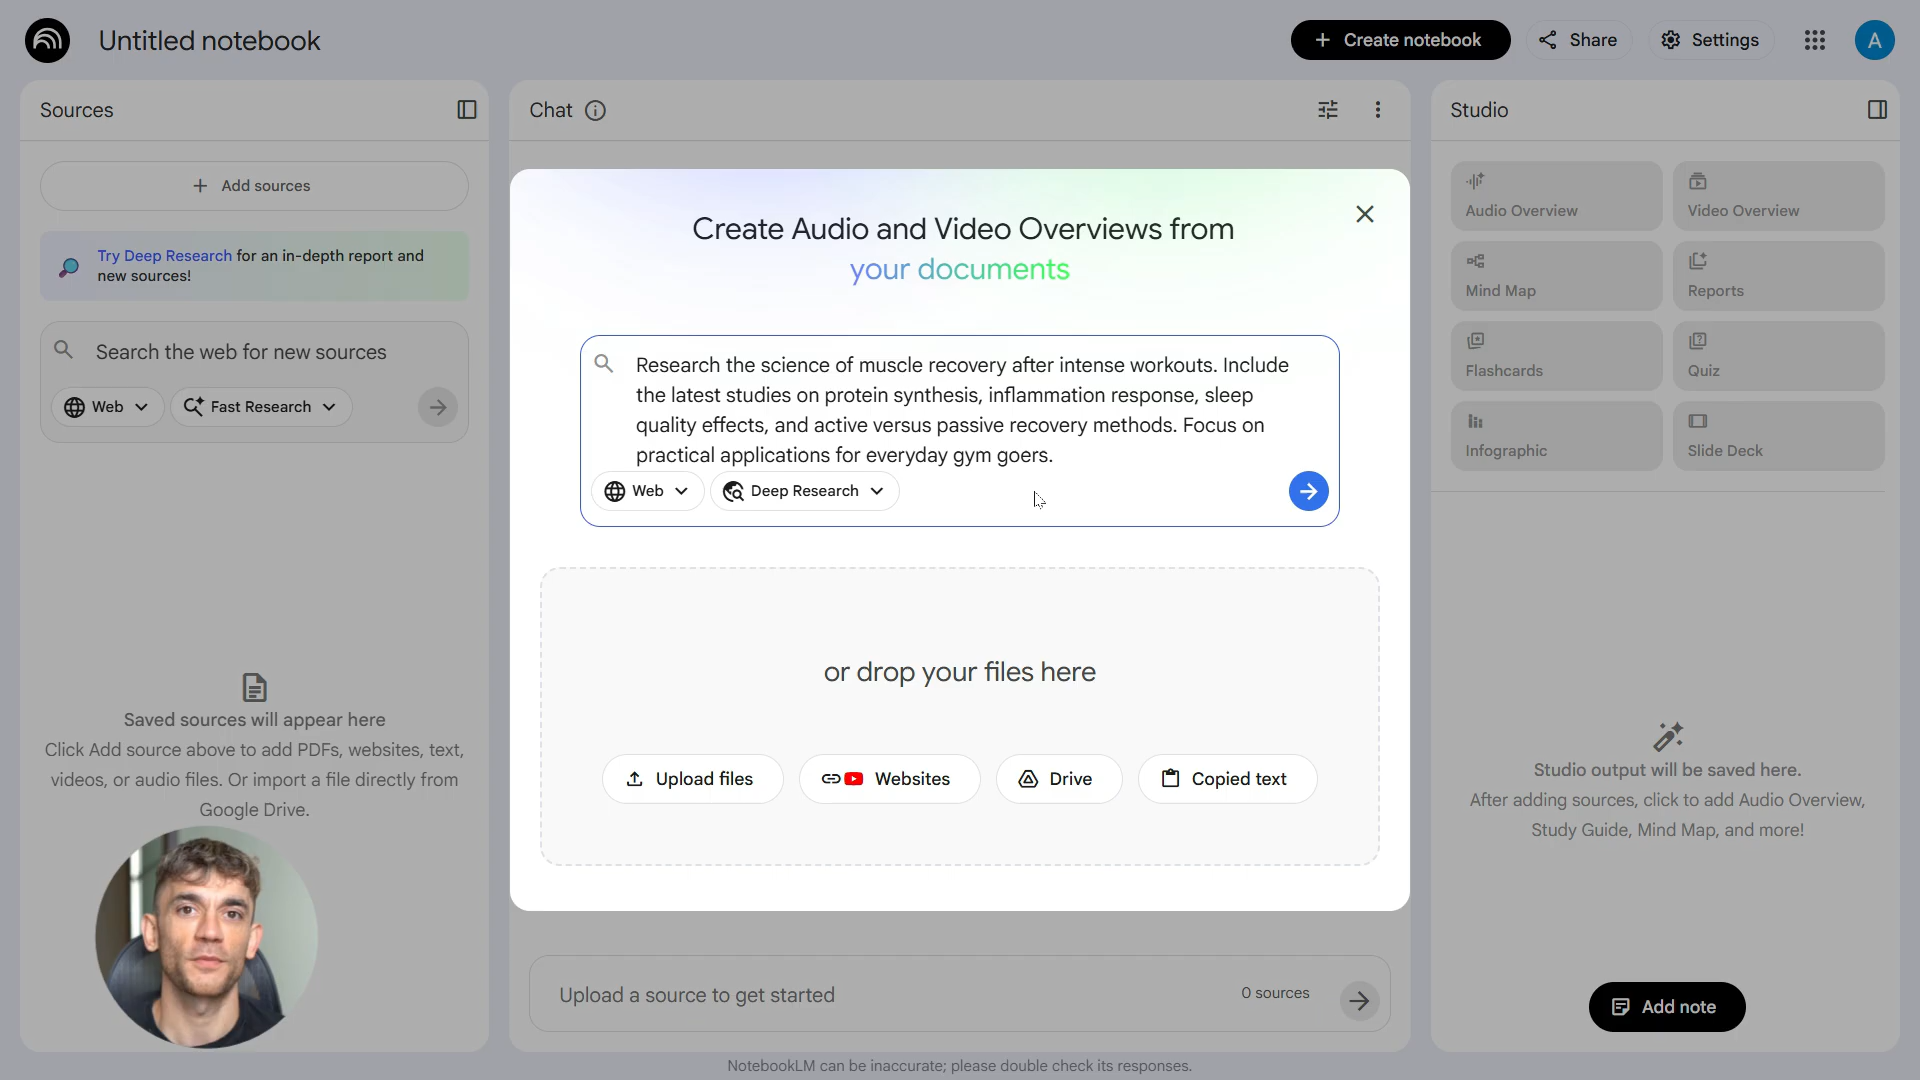 Untitled notebook
Create notebook
Share
Settings
A
Sources
Add sources
Try Deep Research for an in-depth report and
new sources!
Search the web for new sources
Web
Fast Research
Saved sources will appear here
Click Add source above to add PDFs, websites, text,
videos, or audio files. Or import a file directly from
Google Drive.
Chat
Create Audio and Video Overviews from
your documents
Research the science of muscle recovery after intense workouts. Include
the latest studies on protein synthesis, inflammation response, sleep
quality effects, and active versus passive recovery methods. Focus on
practical applications for everyday gym goers.
Web
Deep Research
or drop your files here
Upload files
Websites
Drive
Copied text
Upload a source to get started
0 sources
NotebookLM can be inaccurate; please double check its responses.
Studio
Audio Overview
Video Overview
Mind Map
Reports
Flashcards
Quiz
Infographic
Slide Deck
Studio output will be saved here.
After adding sources, click to add Audio Overview,
Study Guide, Mind Map, and more!
Add note